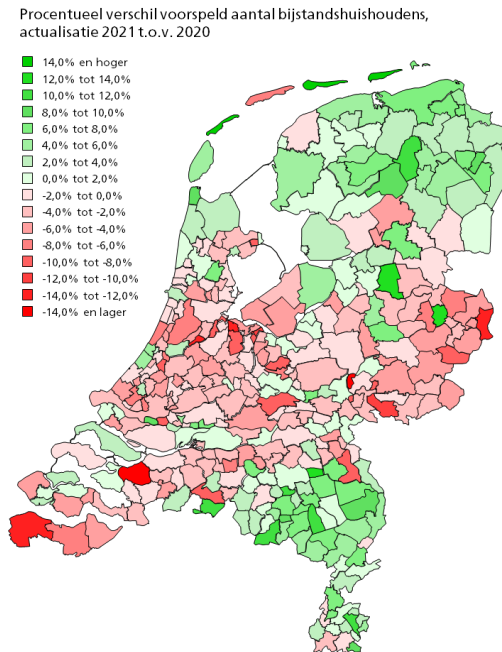 Procentueel verschil voorspeld aantal bijstandshuishoudens,
actualisatie 2021 t.o.v. 2020
14,0% en hoger
12,0% tot 14,0%
10,0% tot 12,0%
8,0% tot 10,0%
6,0% tot 8,0%
4,0% tot 6,0%
2,0% tot 4,0%
0,0% tot 2,0%
-2,0% tot 0,0%
-4,0% tot -2,0%
-6,0% tot -4,0%
-8,0% tot -6,0%
-10,0% tot -8,0%
-12,0% tot -10,0%
-14,0% tot -12,0%
-14,0% en lager